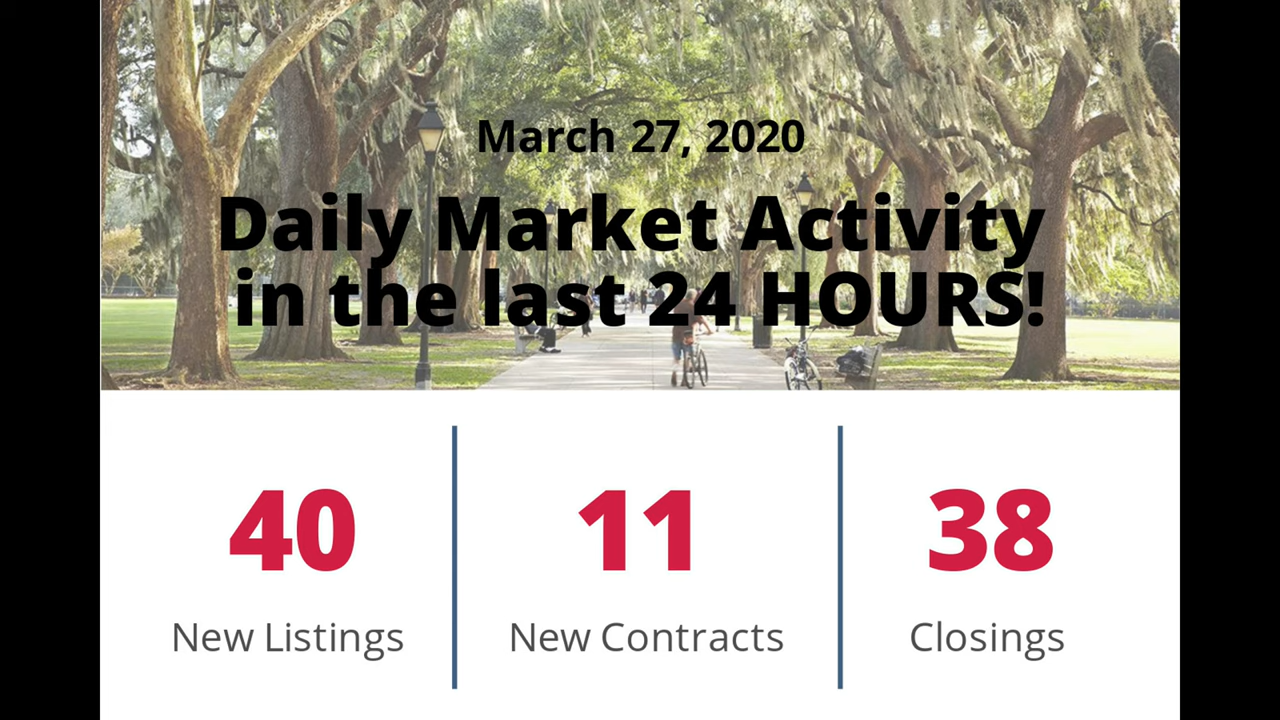 March 27, 2020
Daily Market Activity
in the last 24 HOURS!
40
11
38
New Listings
New Contracts
Closings